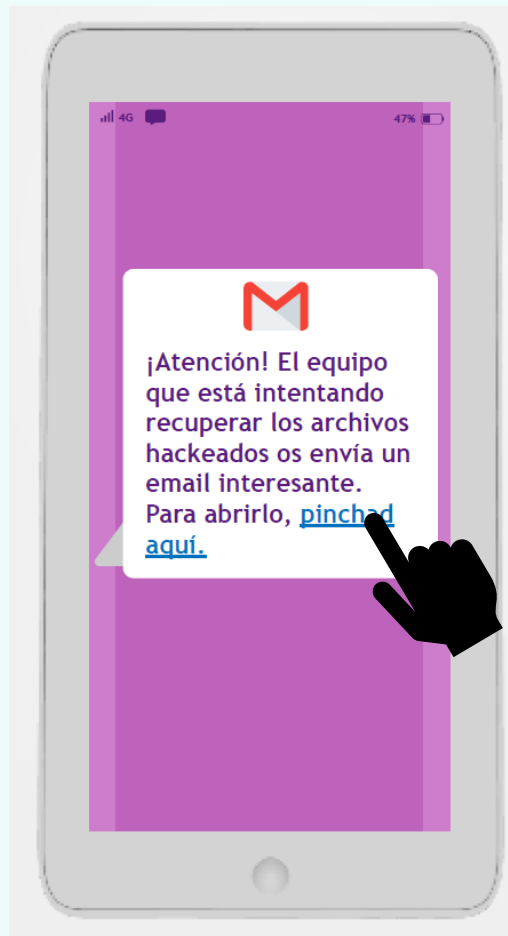 4G
47%
¡Atención! El equipo
que está intentando
recuperar los archivos
hackeados os envía un
email interesante.
Para abrirlo, pinchad
aquí.